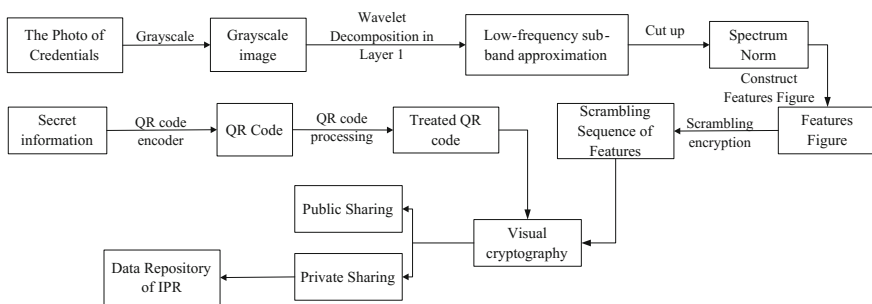 The Photo of
Credentials
Grayscale
Grayscale
image
Wavelet
Decomposition in
Layer 1
Low-frequency sub-
band approximation
Cut up
Spectrum
Norm
Construct
Features Figure
Secret
information
QR code
encoder
QR Code
QR code
processing
Treated QR
code
Scrambling
Sequence of
Features
Scrambling
encryption
Features
Figure
Public Sharing
Visual
cryptography
Data Repository
of IPR
Private Sharing